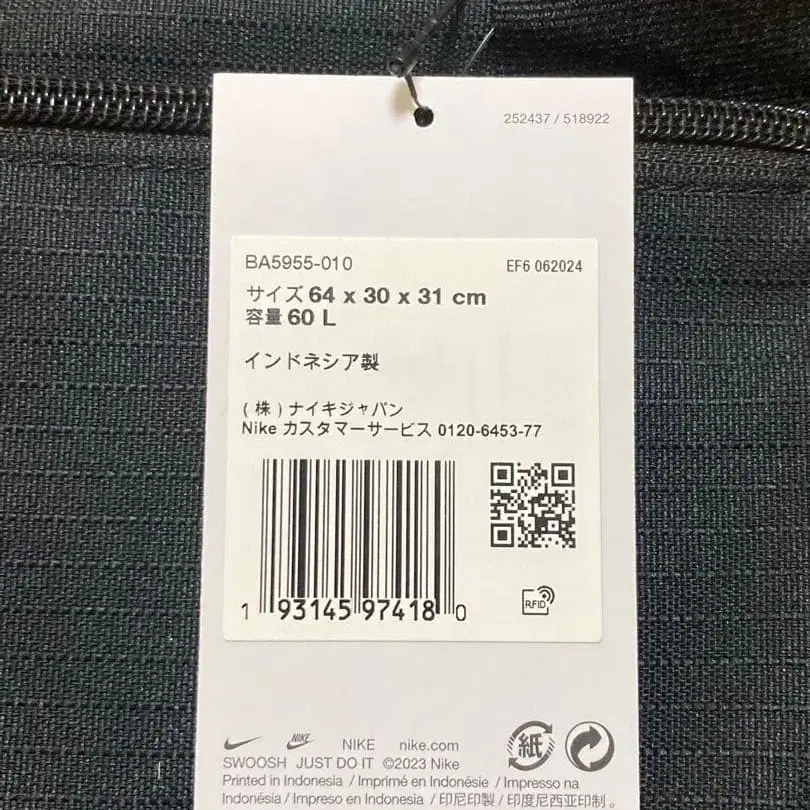 252437 / 518922
BA5955-010
EF6 062024
サイズ 64 x 30 x 31 cm
容量 60 L
インドネシア製
(株)ナイキジャパン
Nike カスタマーサービス 0120-6453-77
1 93145 97418 0
RFID
NIKE NIKE nike.com
紙
SWOOSH JUST DO IT ©2023 Nike
Printed in Indonesia / Imprimé en Indonésie / Impresso na
Indonésia / Impreso en Indonesia / 印尼印製 / 印度尼西亚印制。